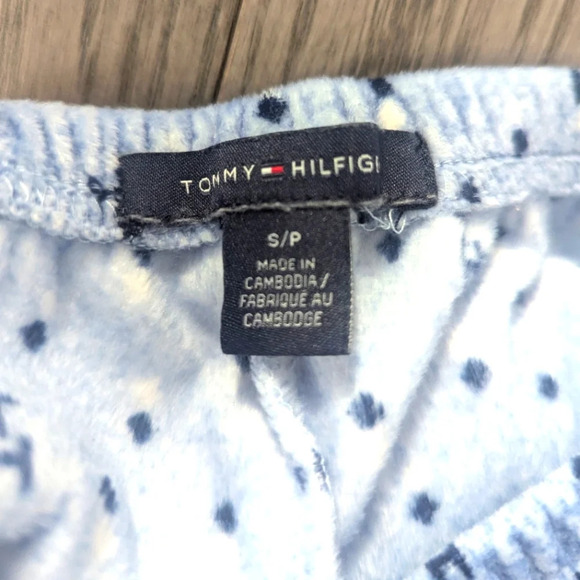 TOMMY HILFIG
S/P
MADE IN
CAMBODIA/
FABRIQUÉ AU
CAMBODGE
H